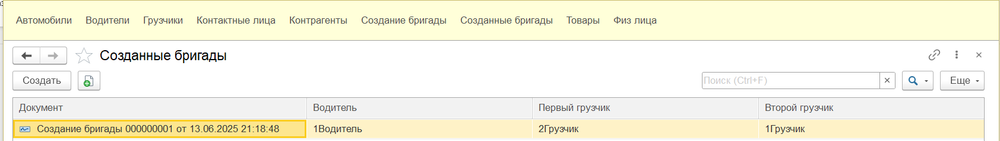 Автомобили Водители Грузчики Контактные лица Контрагенты Создание бригады Созданные бригады Товары Физ лица
Созданные бригады
Создать Поиск (Ctrl+F) Еще
Документ Водитель Первый грузчик Второй грузчик
Создание бригады 000000001 от 13.06.2025 21:18:48 1Водитель 2Грузчик 1Грузчик